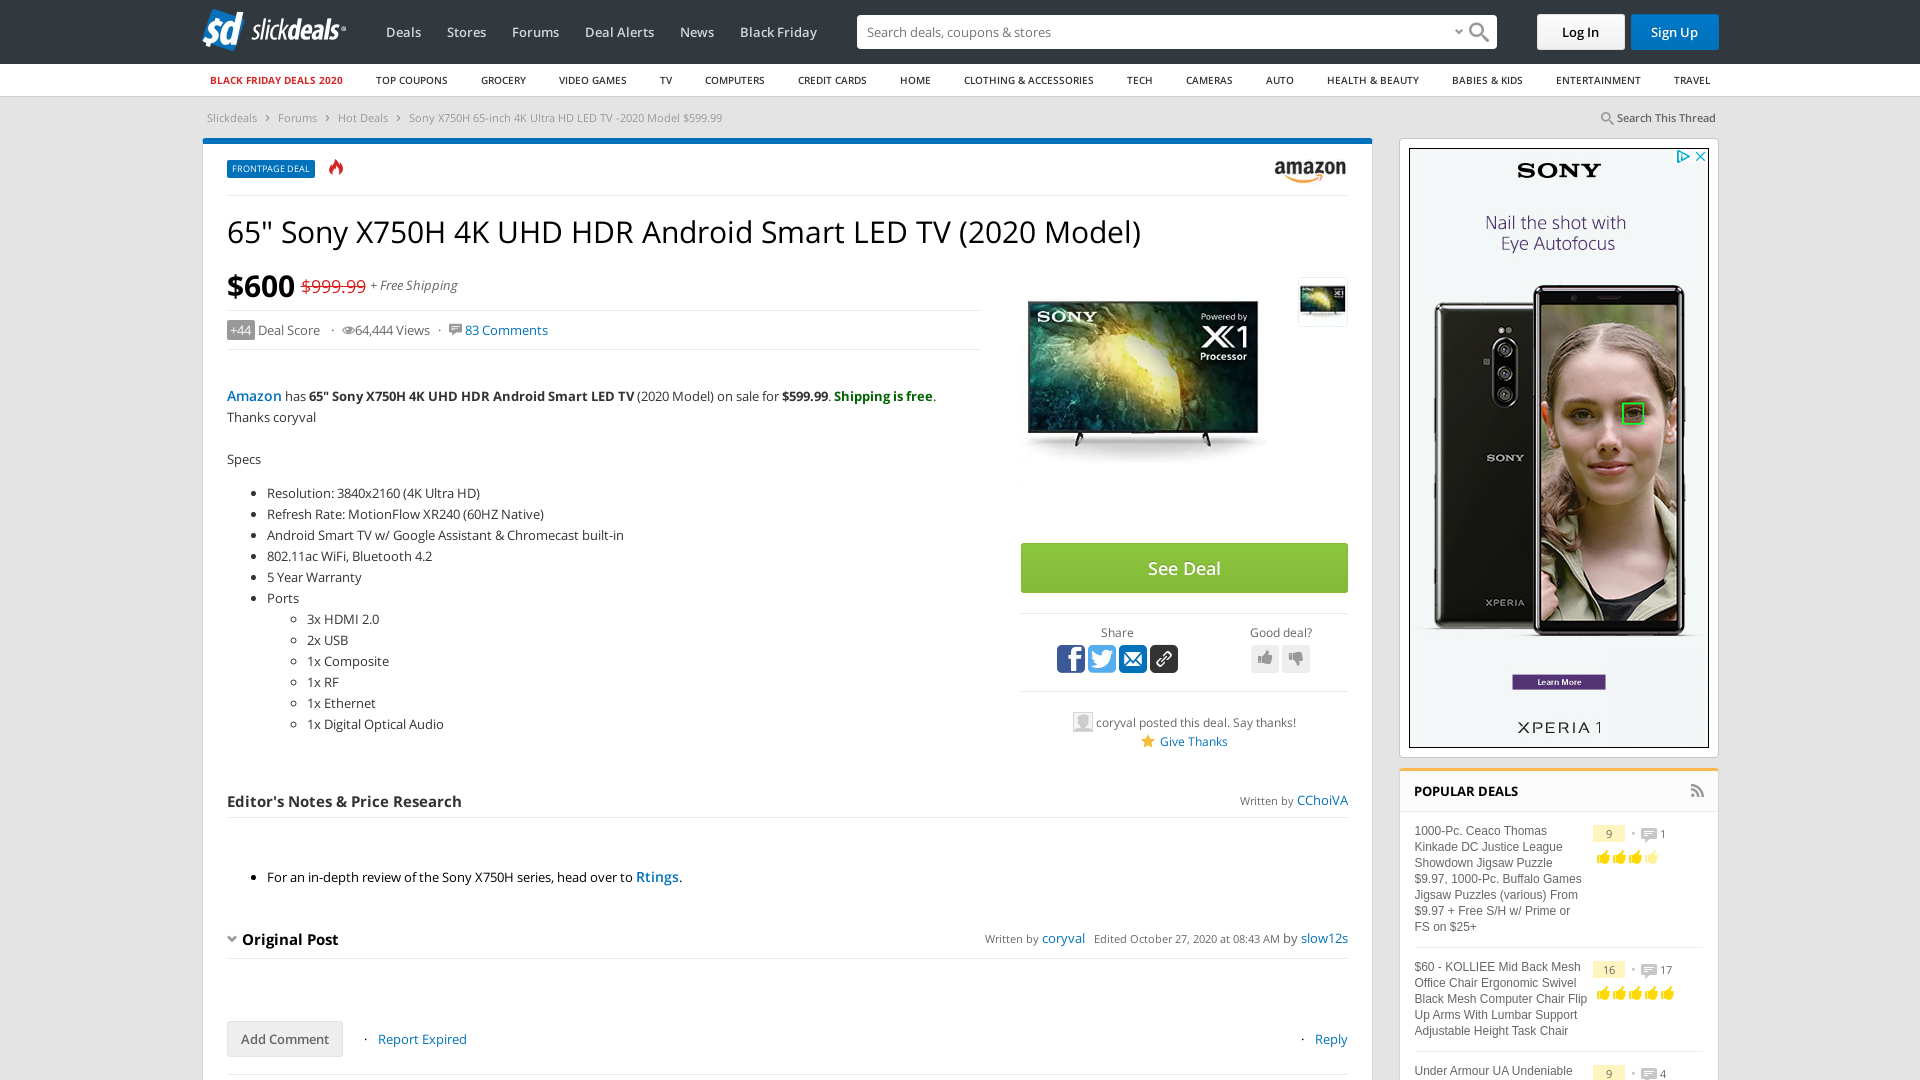 sd slickdeals
Deals
Stores
Forums
Deal Alerts
News
Black Friday
Search deals, coupons & stores
Log In
Sign Up
BLACK FRIDAY DEALS 2020
TOP COUPONS
GROCERY
VIDEO GAMES
TV
COMPUTERS
CREDIT CARDS
HOME
CLOTHING & ACCESSORIES
TECH
CAMERAS
AUTO
HEALTH & BEAUTY
BABIES & KIDS
ENTERTAINMENT
TRAVEL
Slickdeals › Forums › Hot Deals › Sony X750H 65-inch 4K Ultra HD LED TV -2020 Model $599.99
Search This Thread
FRONTPAGE DEAL
amazon
65" Sony X750H 4K UHD HDR Android Smart LED TV (2020 Model)
$600 $999.99 + Free Shipping
+44 Deal Score · 64,444 Views · 83 Comments
Amazon has 65" Sony X750H 4K UHD HDR Android Smart LED TV (2020 Model) on sale for $599.99. Shipping is free.
Thanks coryval
Specs
• Resolution: 3840x2160 (4K Ultra HD)
• Refresh Rate: MotionFlow XR240 (60HZ Native)
• Android Smart TV w/ Google Assistant & Chromecast built-in
• 802.11ac WiFi, Bluetooth 4.2
• 5 Year Warranty
• Ports
3x HDMI 2.0
2x USB
1x Composite
1x RF
1x Ethernet
1x Digital Optical Audio
SONY
Powered by
X1
Processor
See Deal
Share
Good deal?
coryval posted this deal. Say thanks!
Give Thanks
Editor's Notes & Price Research
Written by CChoiVA
• For an in-depth review of the Sony X750H series, head over to Rtings.
Original Post
Written by coryval Edited October 27, 2020 at 08:43 AM by slow12s
Add Comment
· Report Expired
· Reply
SONY
Nail the shot with
Eye Autofocus
SONY
XPERIA
Learn More
XPERIA 1
POPULAR DEALS
1000-Pc. Ceaco Thomas
Kinkade DC Justice League
Showdown Jigsaw Puzzle
$9.97, 1000-Pc. Buffalo Games
Jigsaw Puzzles (various) From
$9.97 + Free S/H w/ Prime or
FS on $25+
9 • 1
$60 - KOLLIEE Mid Back Mesh
Office Chair Ergonomic Swivel
Black Mesh Computer Chair Flip
Up Arms With Lumbar Support
Adjustable Height Task Chair
16 • 17
Under Armour UA Undeniable
9 • 4